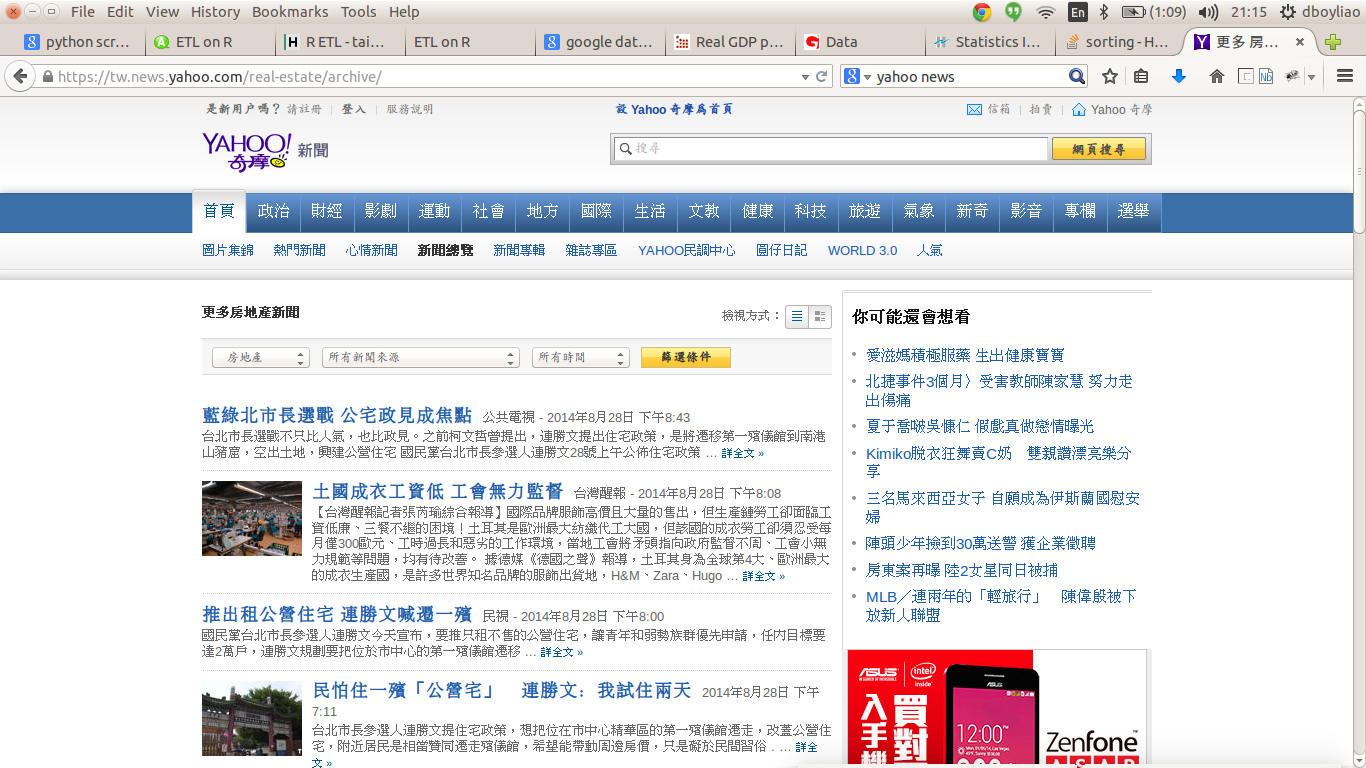 File Edit View History Bookmarks Tools Help
En (1:09) 21:15 dboyliao
python scr… ETL on R R ETL - tai… ETL on R google dat… Real GDP p… Data Statistics I… sorting - H… 更多 房…
https://tw.news.yahoo.com/real-estate/archive/ yahoo news
是新用户嗎？ 請註冊 登入 服務說明 設 Yahoo 奇摩為首頁 信箱 拍賣 Yahoo 奇摩
YAHOO! 奇摩 新聞 搜尋 網頁搜尋
首頁 政治 財經 影劇 運動 社會 地方 國際 生活 文教 健康 科技 旅遊 氣象 新奇 影音 專欄 選舉
圖片集錦 熱門新聞 心情新聞 新聞總覽 新聞專輯 雜誌專區 YAHOO民調中心 圓仔日記 WORLD 3.0 人氣
更多房地產新聞 檢視方式：
房地產 所有新聞來源 所有時間 篩選條件
藍綠北市長選戰 公宅政見成焦點 公共電視 - 2014年8月28日 下午8:43
台北市長選戰不只比人氣，也比政見。之前柯文哲曾提出，連勝文提出住宅政策，是將遷移第一殯儀館到南港
山豬窟，空出土地，興建公營住宅 國民黨台北市長參選人連勝文28號上午公佈住宅政策 … 詳全文 »
土國成衣工資低 工會無力監督 台灣醒報 - 2014年8月28日 下午8:08
【台灣醒報記者張芮瑜綜合報導】國際品牌服飾高價且大量的售出，但生產鏈勞工卻面臨工
資低廉、三餐不繼的困境！土耳其是歐洲最大紡織代工大國，但該國的成衣勞工卻須忍受每
月僅300歐元、工時過長和惡劣的工作環境，當地工會將矛頭指向政府監督不周、工會小無
力規範等問題，均有待改善。 據德媒《德國之聲》報導，土耳其身為全球第4大、歐洲最大
的成衣生產國，是許多世界知名品牌的服飾出貨地，H&M、Zara、Hugo … 詳全文 »
推出租公營住宅 連勝文喊遷一殯 民視 - 2014年8月28日 下午8:00
國民黨台北市長參選人連勝文今天宣布，要推只租不售的公營住宅，讓青年和弱勢族群優先申請，任內目標要
達2萬戶，連勝文規劃要把位於市中心的第一殯儀館遷移 … 詳全文 »
民怕住一殯「公營宅」 連勝文：我試住兩天 2014年8月28日 下午
7:11
台北市長參選人連勝文提住宅政策，想把位在市中心精華區的第一殯儀館遷走，改蓋公營住
宅，附近居民是相當贊同遷走殯儀館，希望能帶動周邊房價，只是礙於民間習俗．… 詳全
文 »
你可能還會想看
愛滋媽積極服藥 生出健康寶寶
北捷事件3個月〉受害教師陳家慧 努力走
出傷痛
夏于喬啵吳慷仁 假戲真做戀情曝光
Kimiko脫衣狂舞賣C奶 雙親讚漂亮樂分
享
三名馬來西亞女子 自願成為伊斯蘭國慰安
婦
陣頭少年撿到30萬送警 獲企業徵聘
房東案再曝 陸2女星同日被捕
MLB／連兩年的「輕旅行」 陳偉殷被下
放新人聯盟
ASUS intel inside
買對
入手機
12:00
Zenfone
ASAP